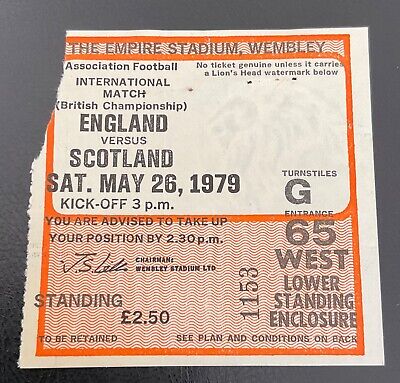 THE EMPIRE STADIUM, WEMBLEY
Association Football
No ticket genuine unless it carries
a Lion's Head watermark below
INTERNATIONAL
MATCH
(British Championship)
ENGLAND
VERSUS
SCOTLAND
SAT. MAY 26, 1979
KICK-OFF 3 p.m.
TURNSTILES
G
ENTRANCE
65
WEST
LOWER
STANDING
ENCLOSURE
YOU ARE ADVISED TO TAKE UP
YOUR POSITION BY 2.30 p.m.
CHAIRMAN:
WEMBLEY STADIUM LTD
1153
STANDING
£2.50
TO BE RETAINED
SEE PLAN AND CONDITIONS ON BACK